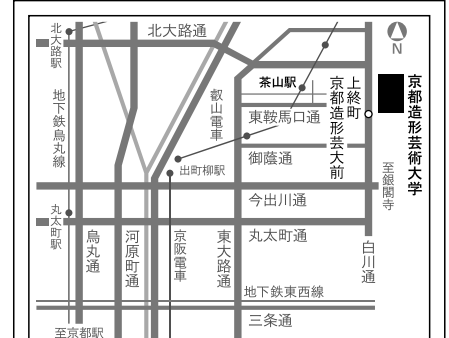 北大路通
N
北大路駅
地下鉄烏丸線
叡山電車
茶山駅
上終町
京都造形芸大前
京都造形芸術大学
東鞍馬口通
御蔭通
出町柳駅
至銀閣寺
今出川通
丸太町駅
烏丸通
河原町通
京阪電車
東大路通
丸太町通
白川通
地下鉄東西線
三条通
至京都駅